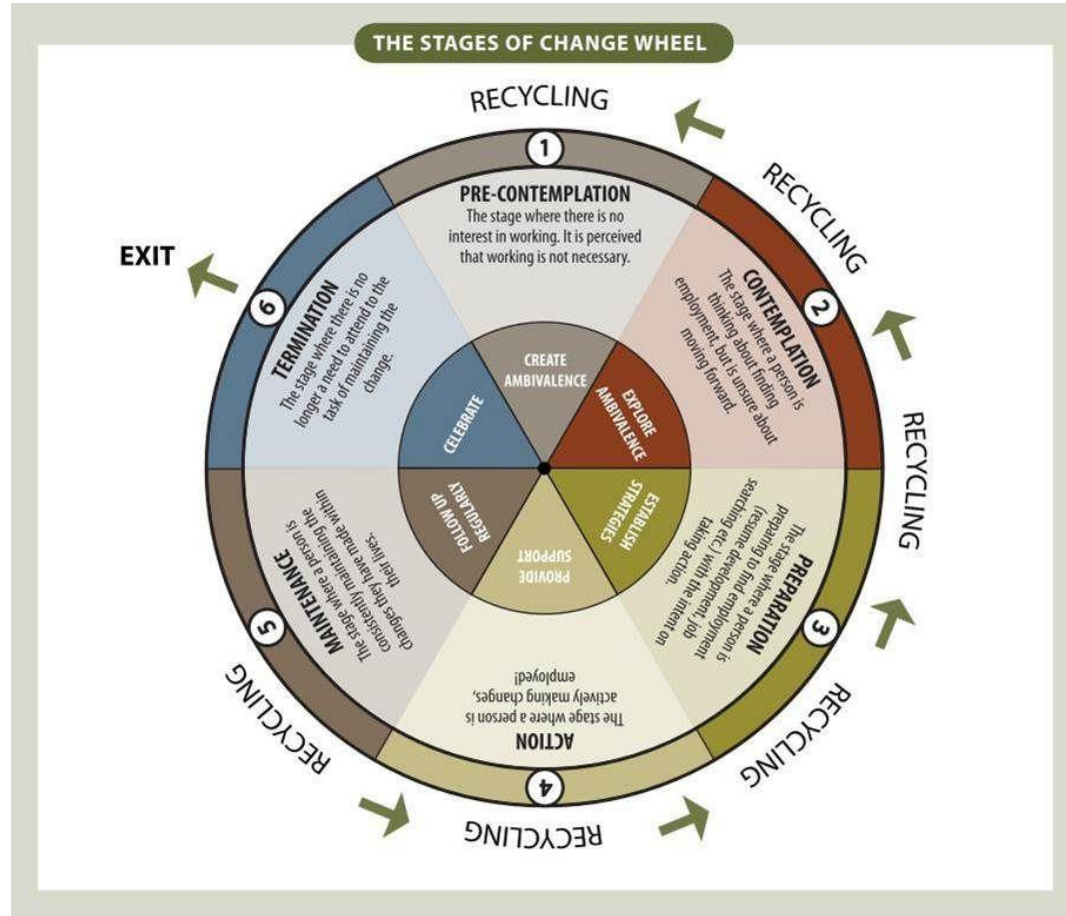 THE STAGES OF CHANGE WHEEL
RECYCLING
1
PRE-CONTEMPLATION
The stage where there is no
interest in working. It is perceived
that working is not necessary.
CREATE
AMBIVALENCE
RECYCLING
2
CONTEMPLATION
The stage where a person is
thinking about finding
employment, but is unsure about
moving forward.
EXPLORE
AMBIVALENCE
RECYCLING
3
PREPARATION
The stage where a person is
preparing to find employment
(resume development, job
searching etc.) with the intent on
taking action.
ESTABLISH
STRATEGIES
RECYCLING
4
ACTION
The stage where a person is
actively making changes,
employed!
PROVIDE
SUPPORT
RECYCLING
5
MAINTENANCE
The stage where a person is
consistently maintaining the
changes they have made within
their lives.
FOLLOW UP
REGULARLY
RECYCLING
6
TERMINATION
The stage where there is no
longer a need to attend to the
task of maintaining the
change.
CELEBRATE
EXIT